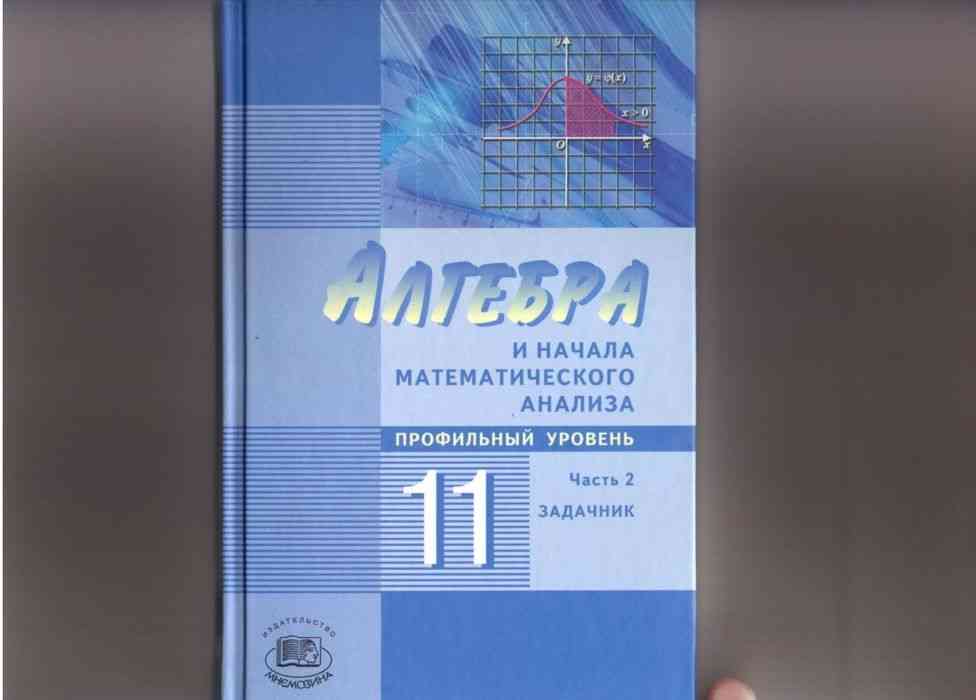 y
y = φ(x)
x > 0
O
x
АЛГЕБРА
И НАЧАЛА
МАТЕМАТИЧЕСКОГО
АНАЛИЗА
ПРОФИЛЬНЫЙ УРОВЕНЬ
11
Часть 2
ЗАДАЧНИК
ИЗДАТЕЛЬСТВО
МНЕМОЗИНА